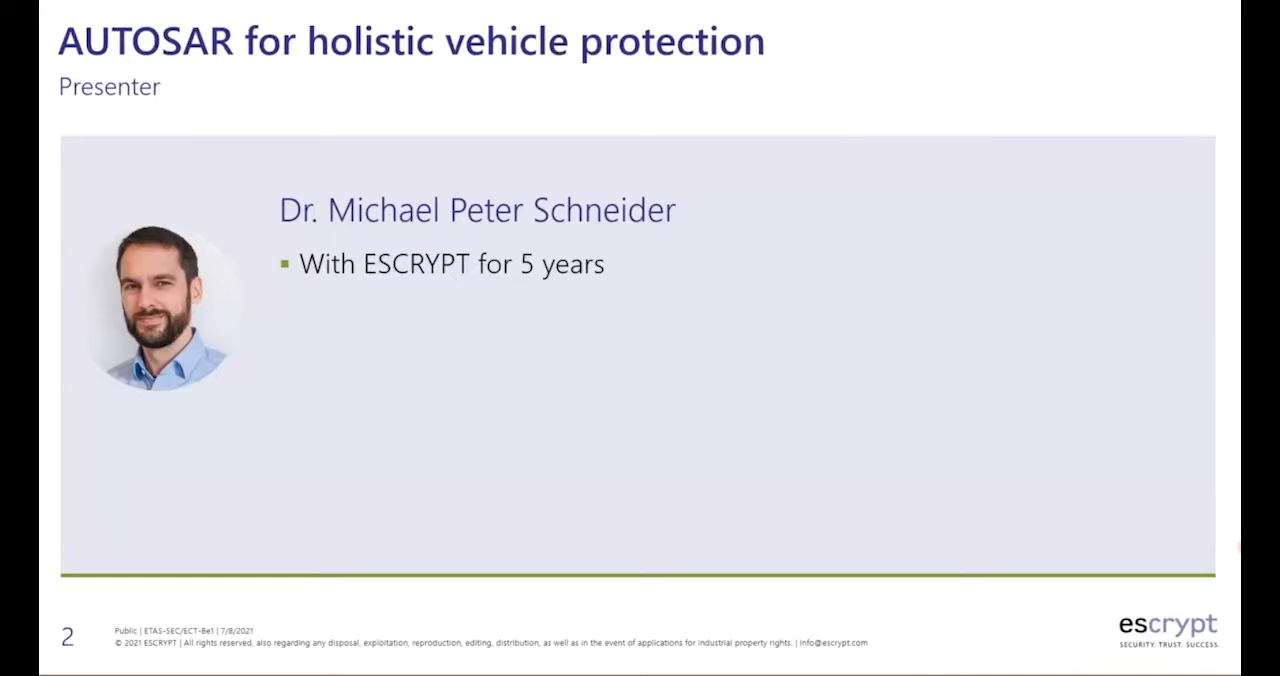 AUTOSAR for holistic vehicle protection
Presenter
Dr. Michael Peter Schneider
▪ With ESCRYPT for 5 years
2
Public | ETAS-SEC/ECT-Be1 | 7/8/2021
© 2021 ESCRYPT | All rights reserved, also regarding any disposal, exploitation, reproduction, editing, distribution, as well as in the event of applications for industrial property rights. | info@escrypt.com
escrypt
SECURITY. TRUST. SUCCESS.